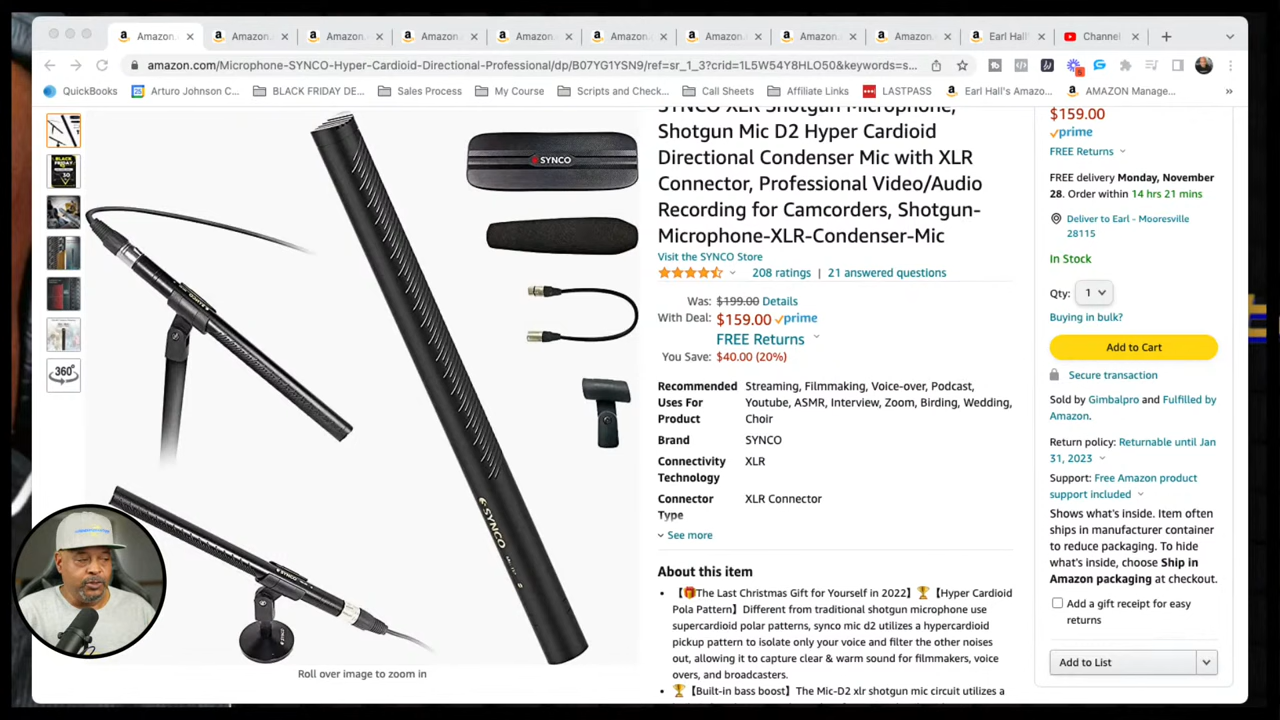 Amazon.
Amazon.
Amazon.
Amazon.
Amazon.
Amazon.
Amazon.
Amazon.
Amazon.
Earl Hall's
Channel
amazon.com/Microphone-SYNCO-Hyper-Cardioid-Directional-Professional/dp/B07YG1YSN9/ref=sr_1_3?crid=1L5W54Y8HLO50&keywords=s...
QuickBooks
Arturo Johnson C...
BLACK FRIDAY DE...
Sales Process
My Course
Scripts and Check...
Call Sheets
Affiliate Links
LASTPASS
Earl Hall's Amazo...
AMAZON Manage...
»
SYNCO XLR Shotgun Microphone,
Shotgun Mic D2 Hyper Cardioid
Directional Condenser Mic with XLR
Connector, Professional Video/Audio
Recording for Camcorders, Shotgun-
Microphone-XLR-Condenser-Mic
Visit the SYNCO Store
208 ratings | 21 answered questions
Was: $199.00 Details
With Deal: $159.00 prime
FREE Returns
You Save: $40.00 (20%)
Recommended Uses For Product
Streaming, Filmmaking, Voice-over, Podcast,
Youtube, ASMR, Interview, Zoom, Birding, Wedding,
Choir
Brand SYNCO
Connectivity Technology XLR
Connector Type XLR Connector
See more
About this item
• 【🎁The Last Christmas Gift for Yourself in 2022】🏆【Hyper Cardioid
Pola Pattern】Different from traditional shotgun microphone use
supercardioid polar patterns, synco mic d2 utilizes a hypercardioid
pickup pattern to isolate only your voice and filter the other noises
out, allowing it to capture clear & warm sound for filmmakers, voice
overs, and broadcasters.
• 🏆【Built-in bass boost】The Mic-D2 xlr shotgun mic circuit utilizes a
$159.00
prime
FREE Returns
FREE delivery Monday, November
28. Order within 14 hrs 21 mins
Deliver to Earl - Mooresville
28115
In Stock
Qty: 1
Buying in bulk?
Add to Cart
Secure transaction
Sold by Gimbalpro and Fulfilled by
Amazon.
Return policy: Returnable until Jan
31, 2023
Support: Free Amazon product
support included
Shows what's inside. Item often
ships in manufacturer container
to reduce packaging. To hide
what's inside, choose Ship in
Amazon packaging at checkout.
Add a gift receipt for easy
returns
Add to List
SYNCO
SYNCO
360°
BLACK FRIDAY
30
Roll over image to zoom in